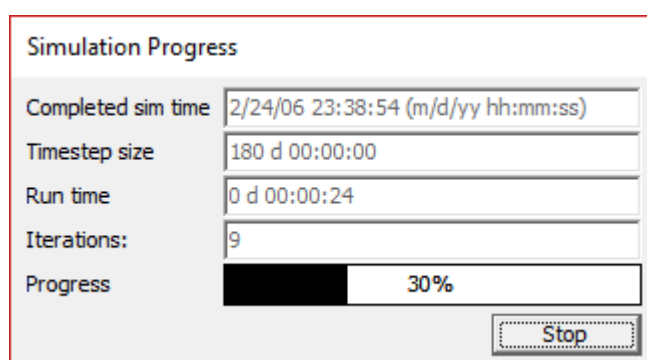 Simulation Progress
Completed sim time 2/24/06 23:38:54 (m/d/yy hh:mm:ss)
Timestep size 180 d 00:00:00
Run time 0 d 00:00:24
Iterations: 9
Progress 30%
Stop